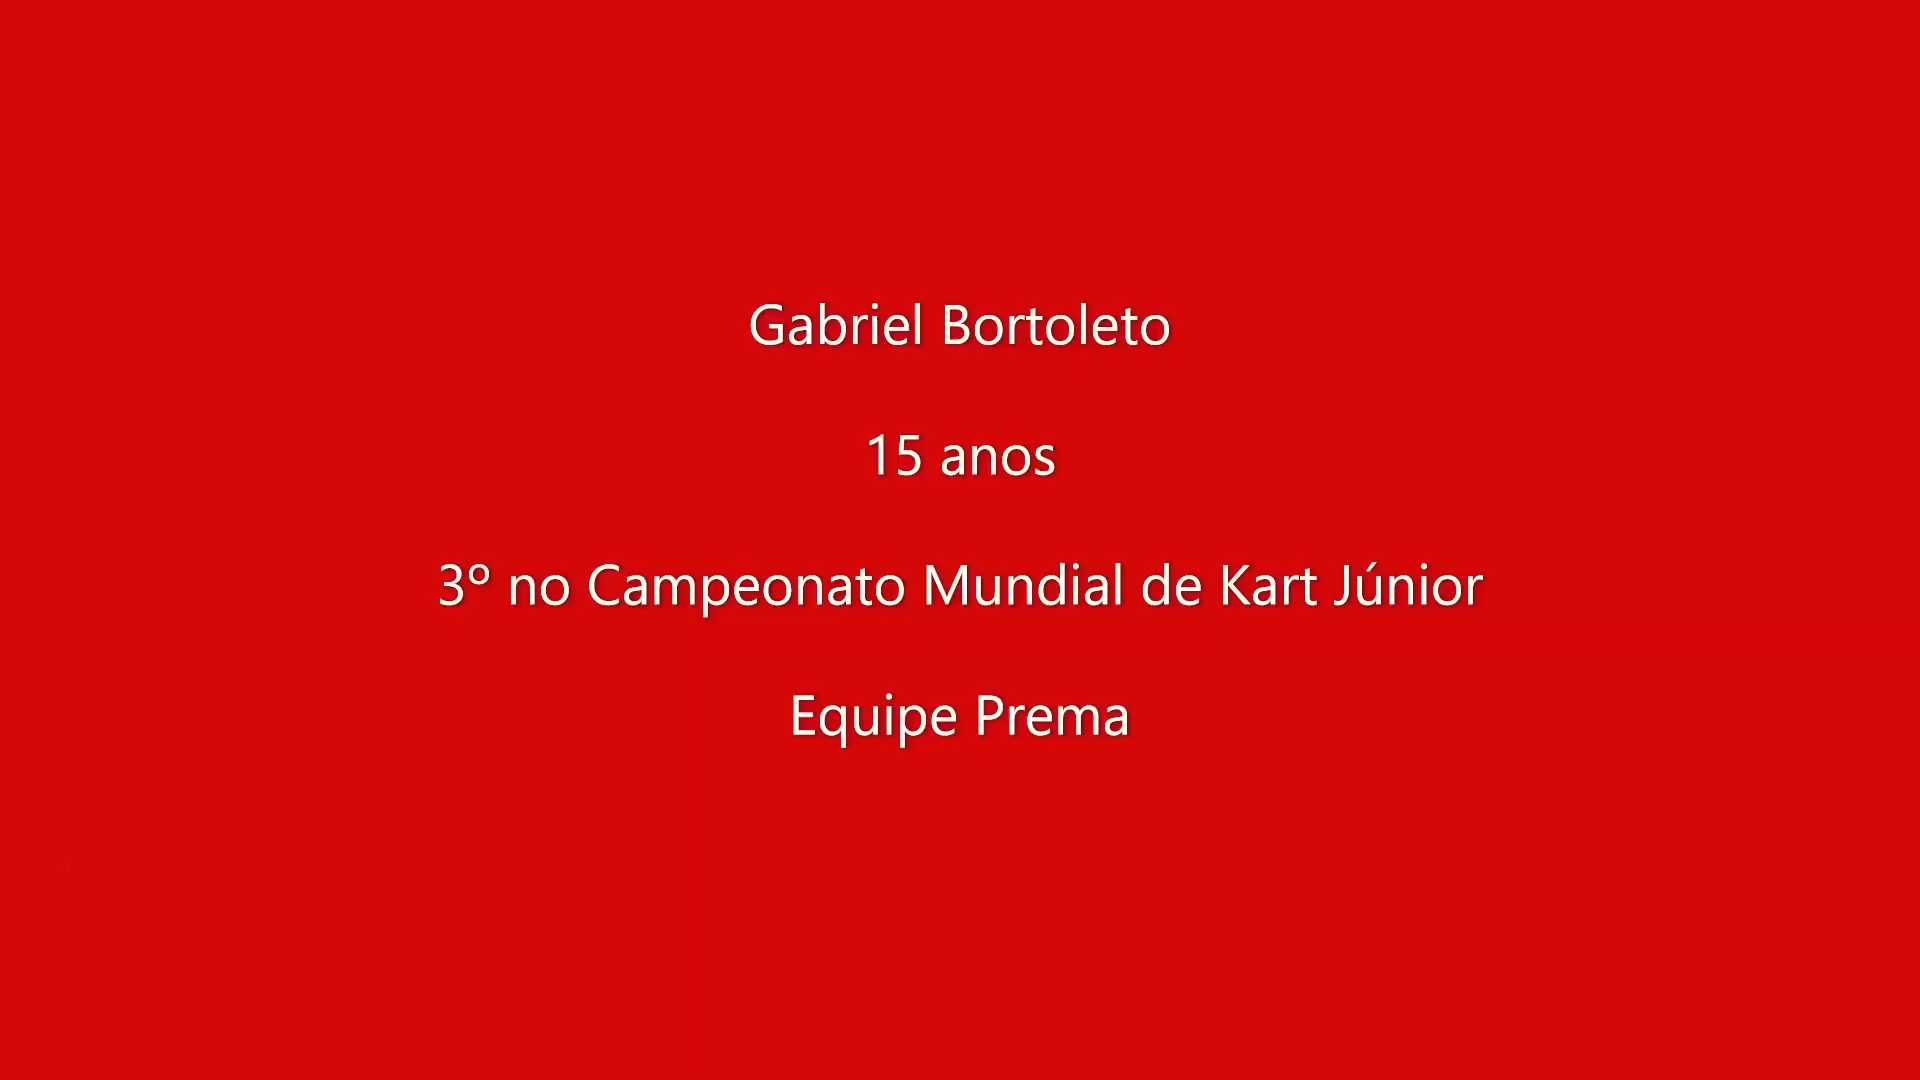 Gabriel Bortoleto
15 anos
3º no Campeonato Mundial de Kart Júnior
Equipe Prema